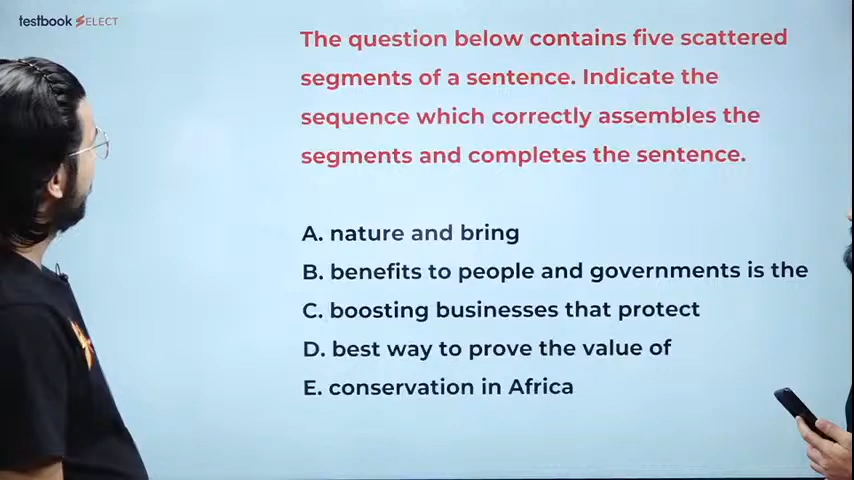 testbook SELECT
The question below contains five scattered
segments of a sentence. Indicate the
sequence which correctly assembles the
segments and completes the sentence.
A. nature and bring
B. benefits to people and governments is the
C. boosting businesses that protect
D. best way to prove the value of
E. conservation in Africa